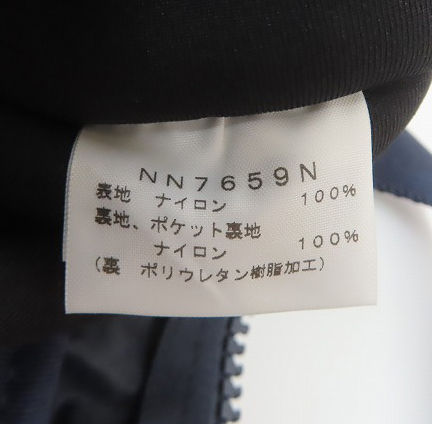 NN7659N
表地 ナイロン 100%
裏地、ポケット裏地
ナイロン 100%
(裏 ポリウレタン樹脂加工)